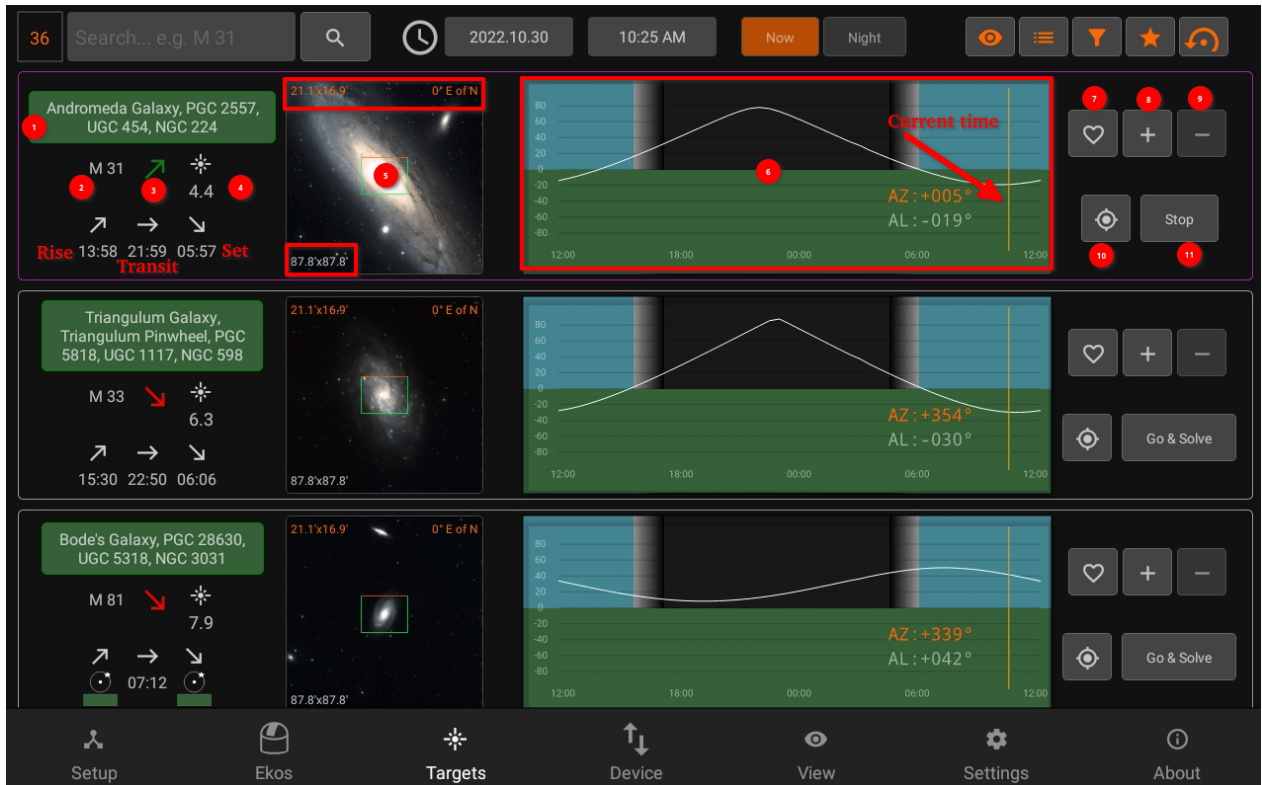 36
Search... e.g. M 31
2022.10.30
10:25 AM
Now
Night
Andromeda Galaxy, PGC 2557,
UGC 454, NGC 224
1
M 31
4.4
2
3
4
Rise 13:58 21:59 05:57 Set
Transit
21.1'x16.9'
0° E of N
5
87.8'x87.8'
80
60
40
20
0
-20
-40
-60
-80
Current time
6
AZ:+005°
AL:-019°
12:00 18:00 00:00 06:00 12:00
7
8
9
10
Stop
11
Triangulum Galaxy,
Triangulum Pinwheel, PGC
5818, UGC 1117, NGC 598
M 33
6.3
15:30 22:50 06:06
21.1'x16.9'
0° E of N
87.8'x87.8'
80
60
40
20
0
-20
-40
-60
-80
AZ:+354°
AL:-030°
12:00 18:00 00:00 06:00 12:00
Go & Solve
Bode's Galaxy, PGC 28630,
UGC 5318, NGC 3031
M 81
7.9
07:12
21.1'x16.9'
0° E of N
87.8'x87.8'
80
60
40
20
0
-20
-40
-60
-80
AZ:+339°
AL:+042°
12:00 18:00 00:00 06:00 12:00
Go & Solve
Setup
Ekos
Targets
Device
View
Settings
About